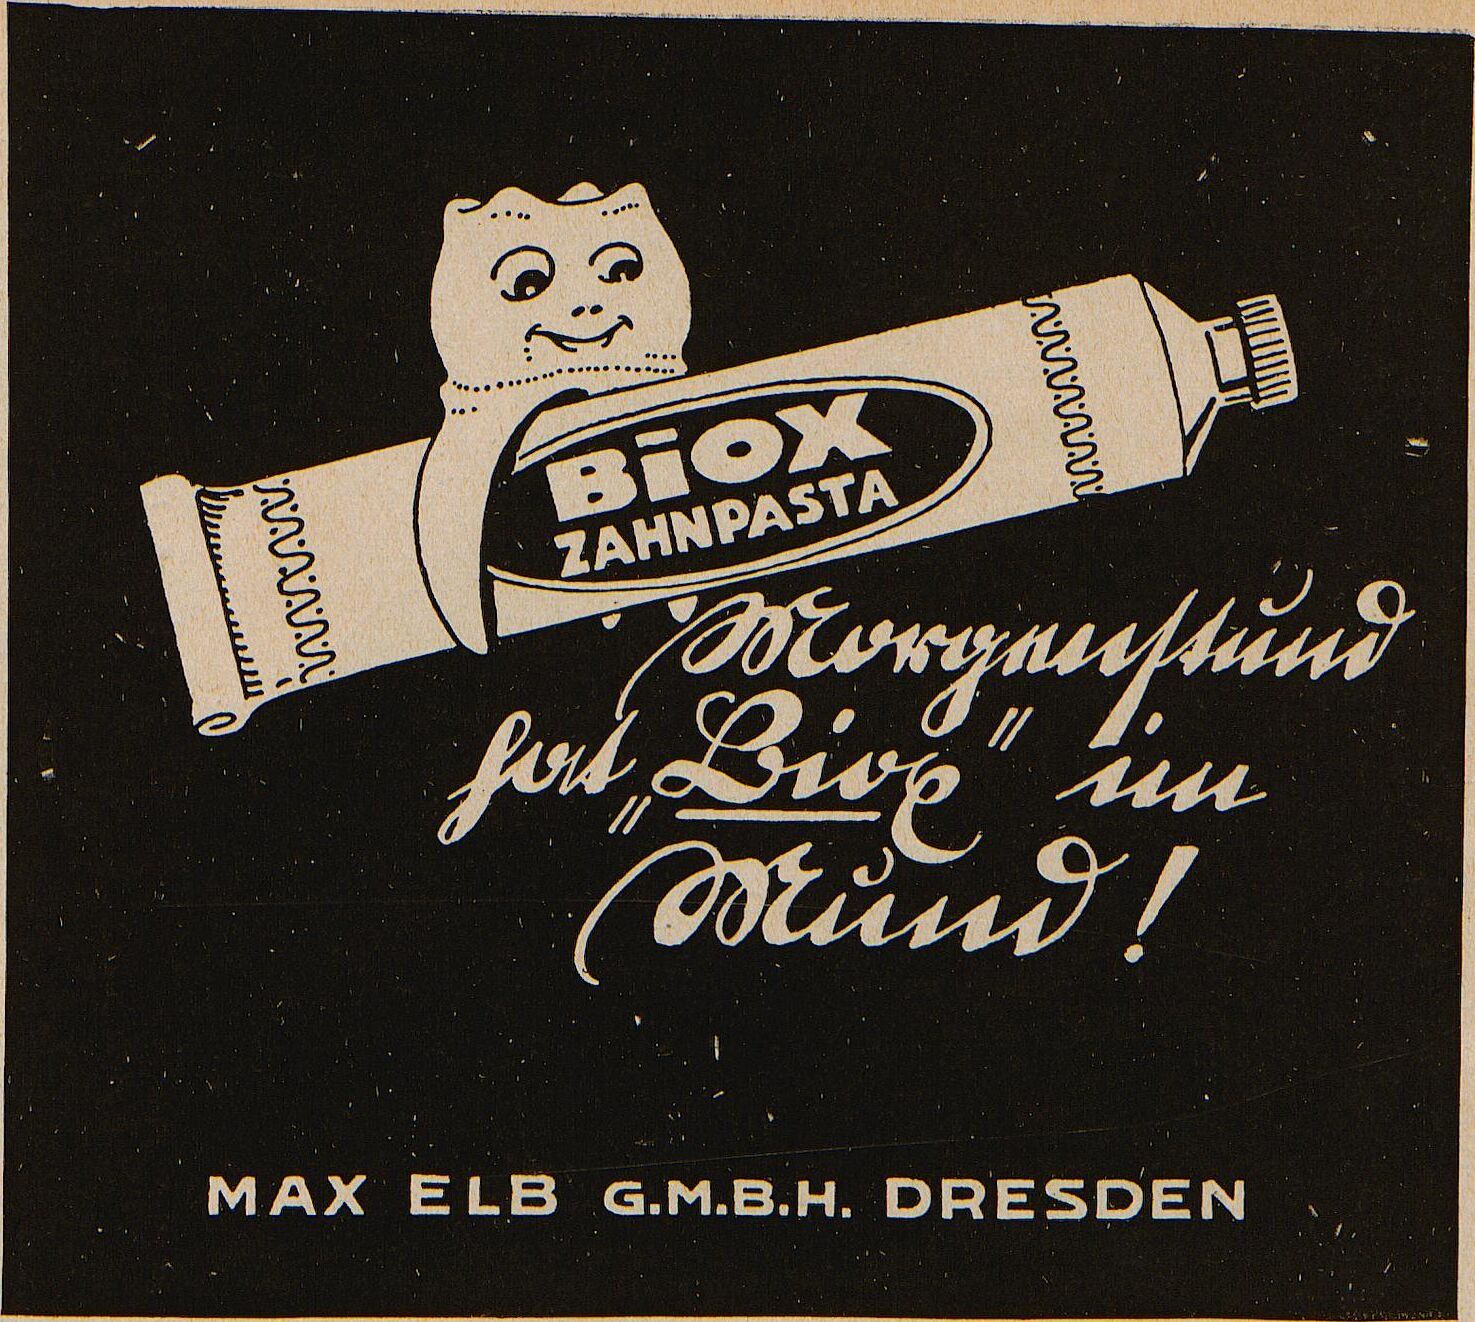 BiOX
ZAHNPASTA
Morgenstund
hat „Biox" im
Mund!
MAX ELB G.M.B.H. DRESDEN